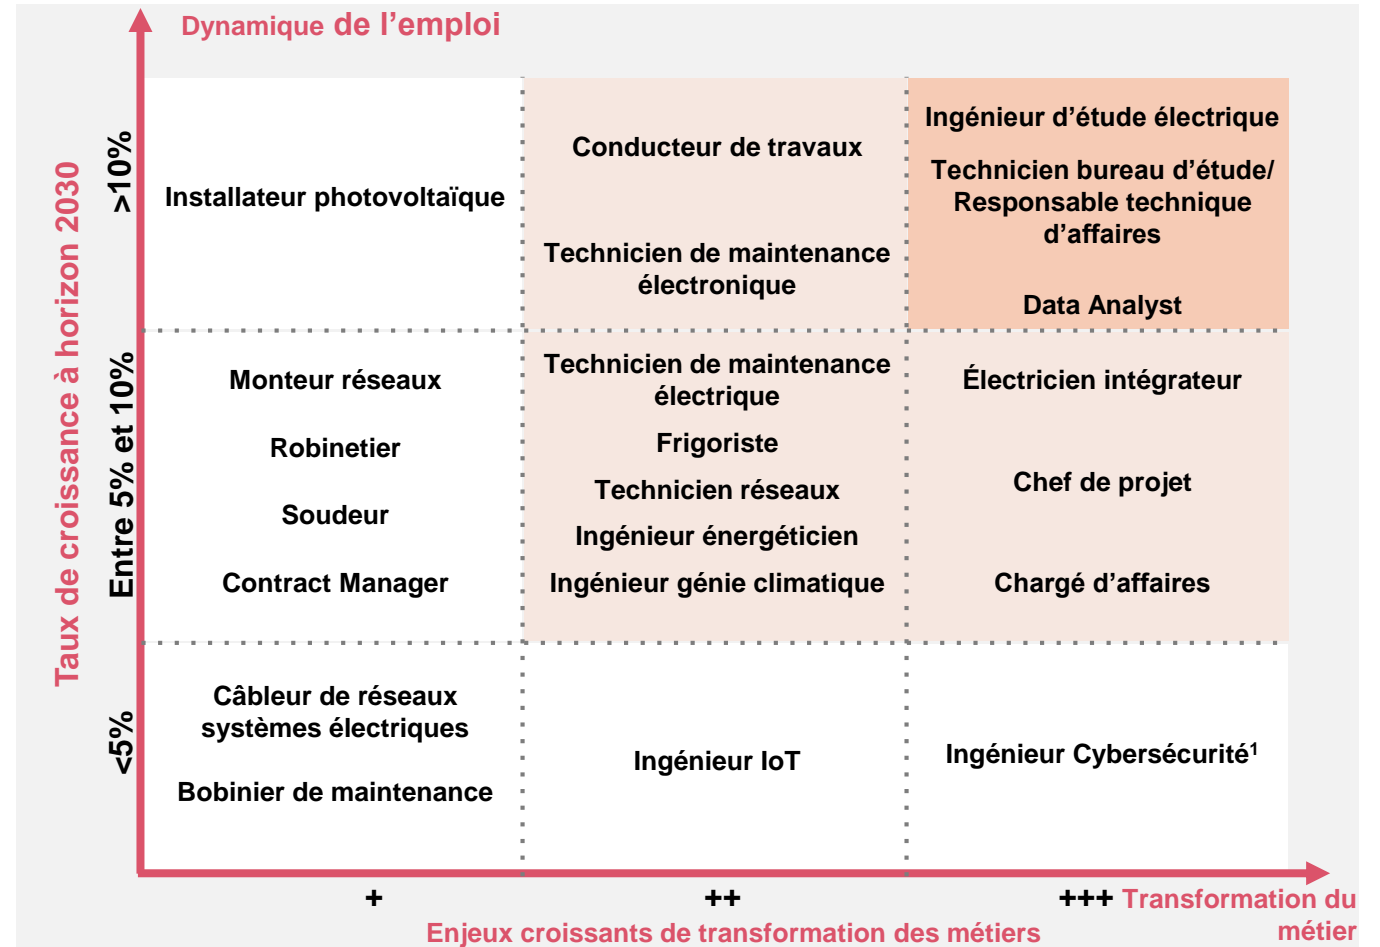 Dynamique de l’emploi
Taux de croissance à horizon 2030
>10%
Installateur photovoltaïque
Conducteur de travaux
Technicien de maintenance
électronique
Ingénieur d’étude électrique
Technicien bureau d’étude/
Responsable technique
d’affaires
Data Analyst
Entre 5% et 10%
Monteur réseaux
Robinetier
Soudeur
Contract Manager
Technicien de maintenance
électrique
Frigoriste
Technicien réseaux
Ingénieur énergéticien
Ingénieur génie climatique
Électricien intégrateur
Chef de projet
Chargé d’affaires
<5%
Câbleur de réseaux
systèmes électriques
Bobinier de maintenance
Ingénieur IoT
Ingénieur Cybersécurité¹
+
++
+++ Transformation du
métier
Enjeux croissants de transformation des métiers